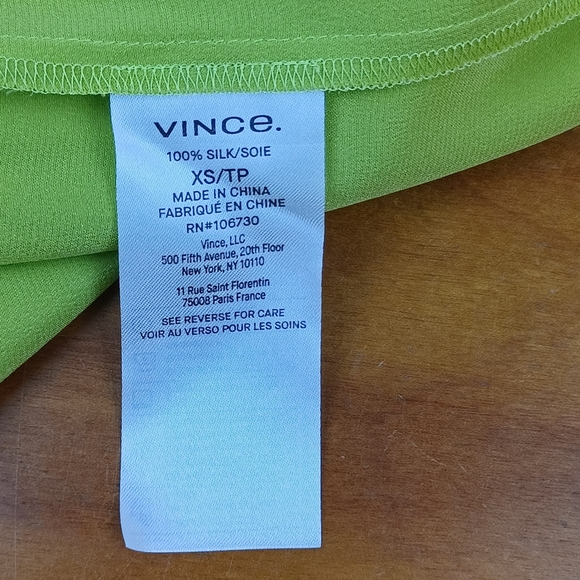 VINCe.
100% SILK/SOIE
XS/TP
MADE IN CHINA
FABRIQUÉ EN CHINE
RN#106730
Vince, LLC
500 Fifth Avenue, 20th Floor
New York, NY 10110
11 Rue Saint Florentin
75008 Paris France
SEE REVERSE FOR CARE
VOIR AU VERSO POUR LES SOINS